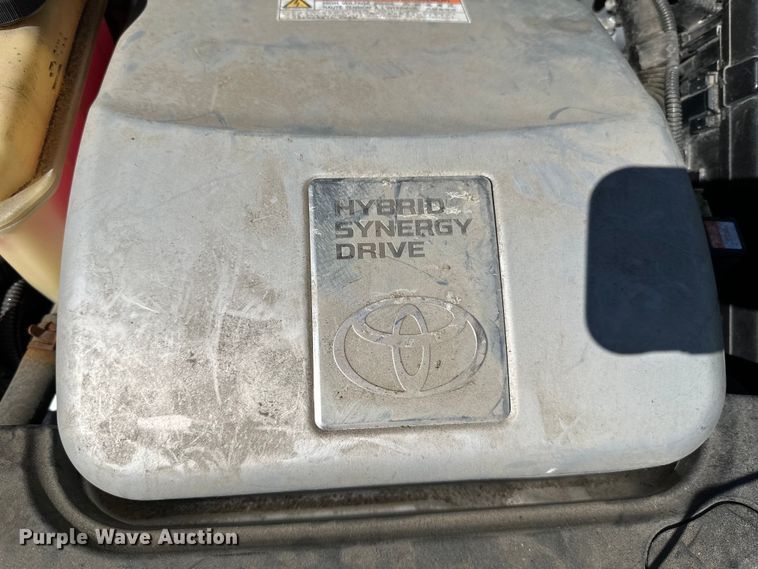 HYBRID
SYNERGY
DRIVE
Purple Wave Auction